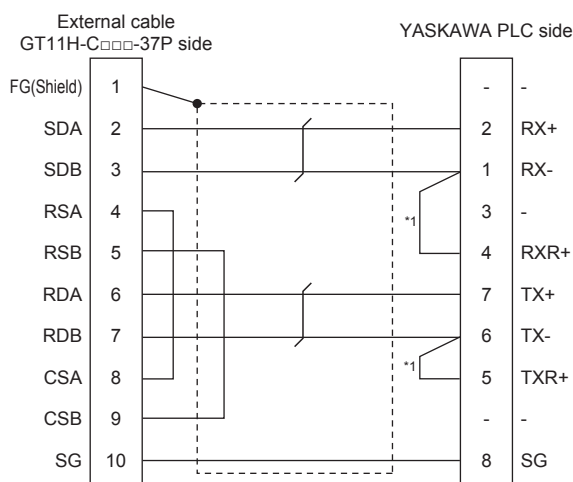 External cable
GT11H-C□□□-37P side
YASKAWA PLC side
FG(Shield) 1 - -
SDA 2 2 RX+
SDB 3 1 RX-
RSA 4 *1 3 -
RSB 5 4 RXR+
RDA 6 7 TX+
RDB 7 6 TX-
CSA 8 *1 5 TXR+
CSB 9 - -
SG 10 8 SG